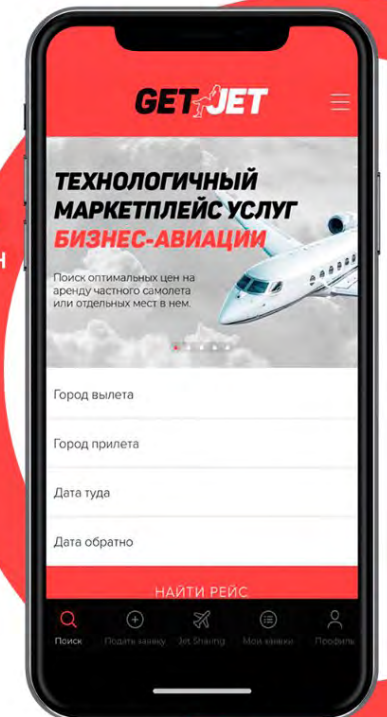 GET JET
ТЕХНОЛОГИЧНЫЙ
МАРКЕТПЛЕЙС УСЛУГ
БИЗНЕС-АВИАЦИИ
Н
Поиск оптимальных цен на
аренду частного самолета
или отдельных мест в нем.
Город вылета
Город прилета
Дата туда
Дата обратно
НАЙТИ РЕЙС
Поиск Подать заявку Jet Sharing Мои заявки Профиль